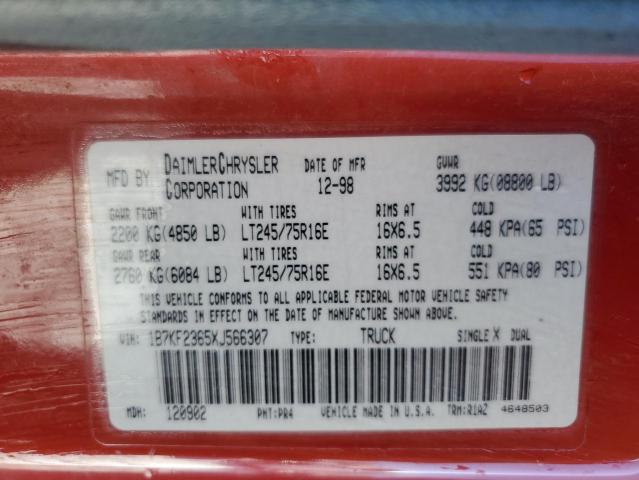 MFD BY DAIMLERCHRYSLER CORPORATION DATE OF MFR 12-98 GVWR 3992 KG(08800 LB)
GAWR FRONT WITH TIRES RIMS AT COLD
2200 KG(4850 LB) LT245/75R16E 16X6.5 448 KPA(65 PSI)
GAWR REAR WITH TIRES RIMS AT COLD
2760 KG(6084 LB) LT245/75R16E 16X6.5 551 KPA(80 PSI)
THIS VEHICLE CONFORMS TO ALL APPLICABLE FEDERAL MOTOR VEHICLE SAFETY
STANDARDS IN EFFECT ON THE DATE OF MANUFACTURE SHOWN ABOVE.
VIN: 1B7KF2365XJ566307 TYPE: TRUCK SINGLE X DUAL
MDH: 120902 PNT:PR4 VEHICLE MADE IN U.S.A. TRM:R1AZ 4648503